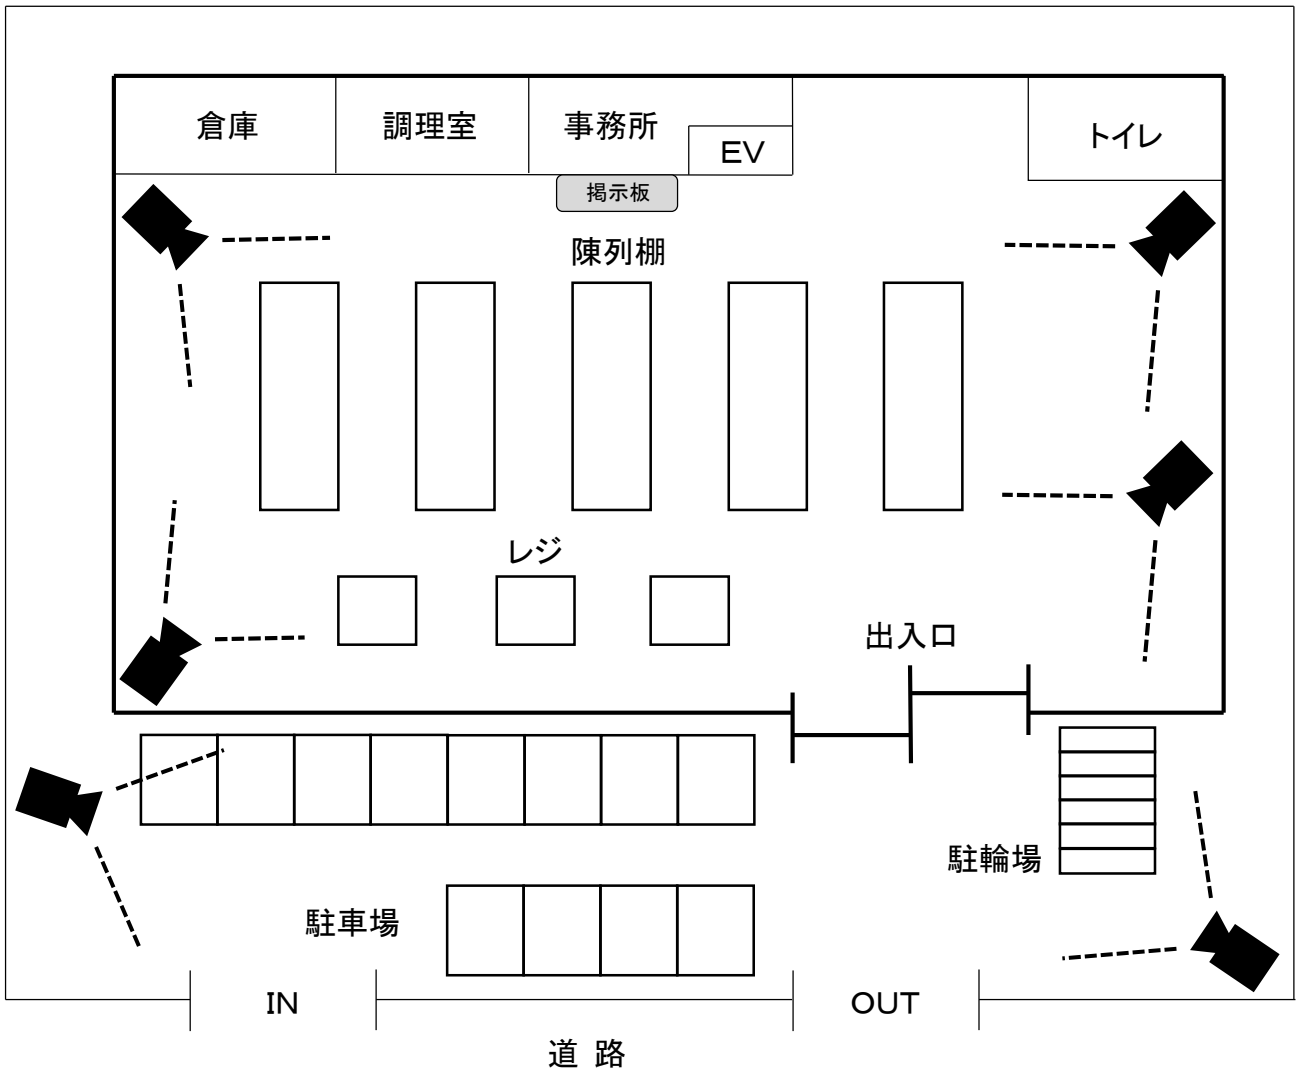 倉庫
調理室
事務所
EV
トイレ
掲示板
陳列棚
レジ
出入口
駐輪場
駐車場
IN
OUT
道 路